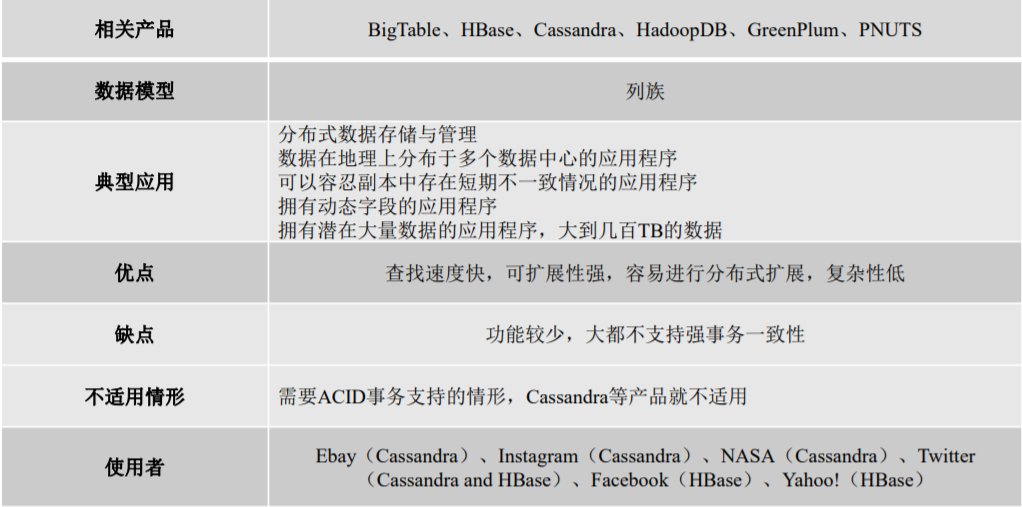 相关产品
BigTable、HBase、Cassandra、HadoopDB、GreenPlum、PNUTS
数据模型
列族
典型应用
分布式数据存储与管理
数据在地理上分布于多个数据中心的应用程序
可以容忍副本中存在短期不一致情况的应用程序
拥有动态字段的应用程序
拥有潜在大量数据的应用程序，大到几百TB的数据
优点
查找速度快，可扩展性强，容易进行分布式扩展，复杂性低
缺点
功能较少，大都不支持强事务一致性
不适用情形
需要ACID事务支持的情形，Cassandra等产品就不适用
使用者
Ebay（Cassandra）、Instagram（Cassandra）、NASA（Cassandra）、Twitter
（Cassandra and HBase）、Facebook（HBase）、Yahoo!（HBase）